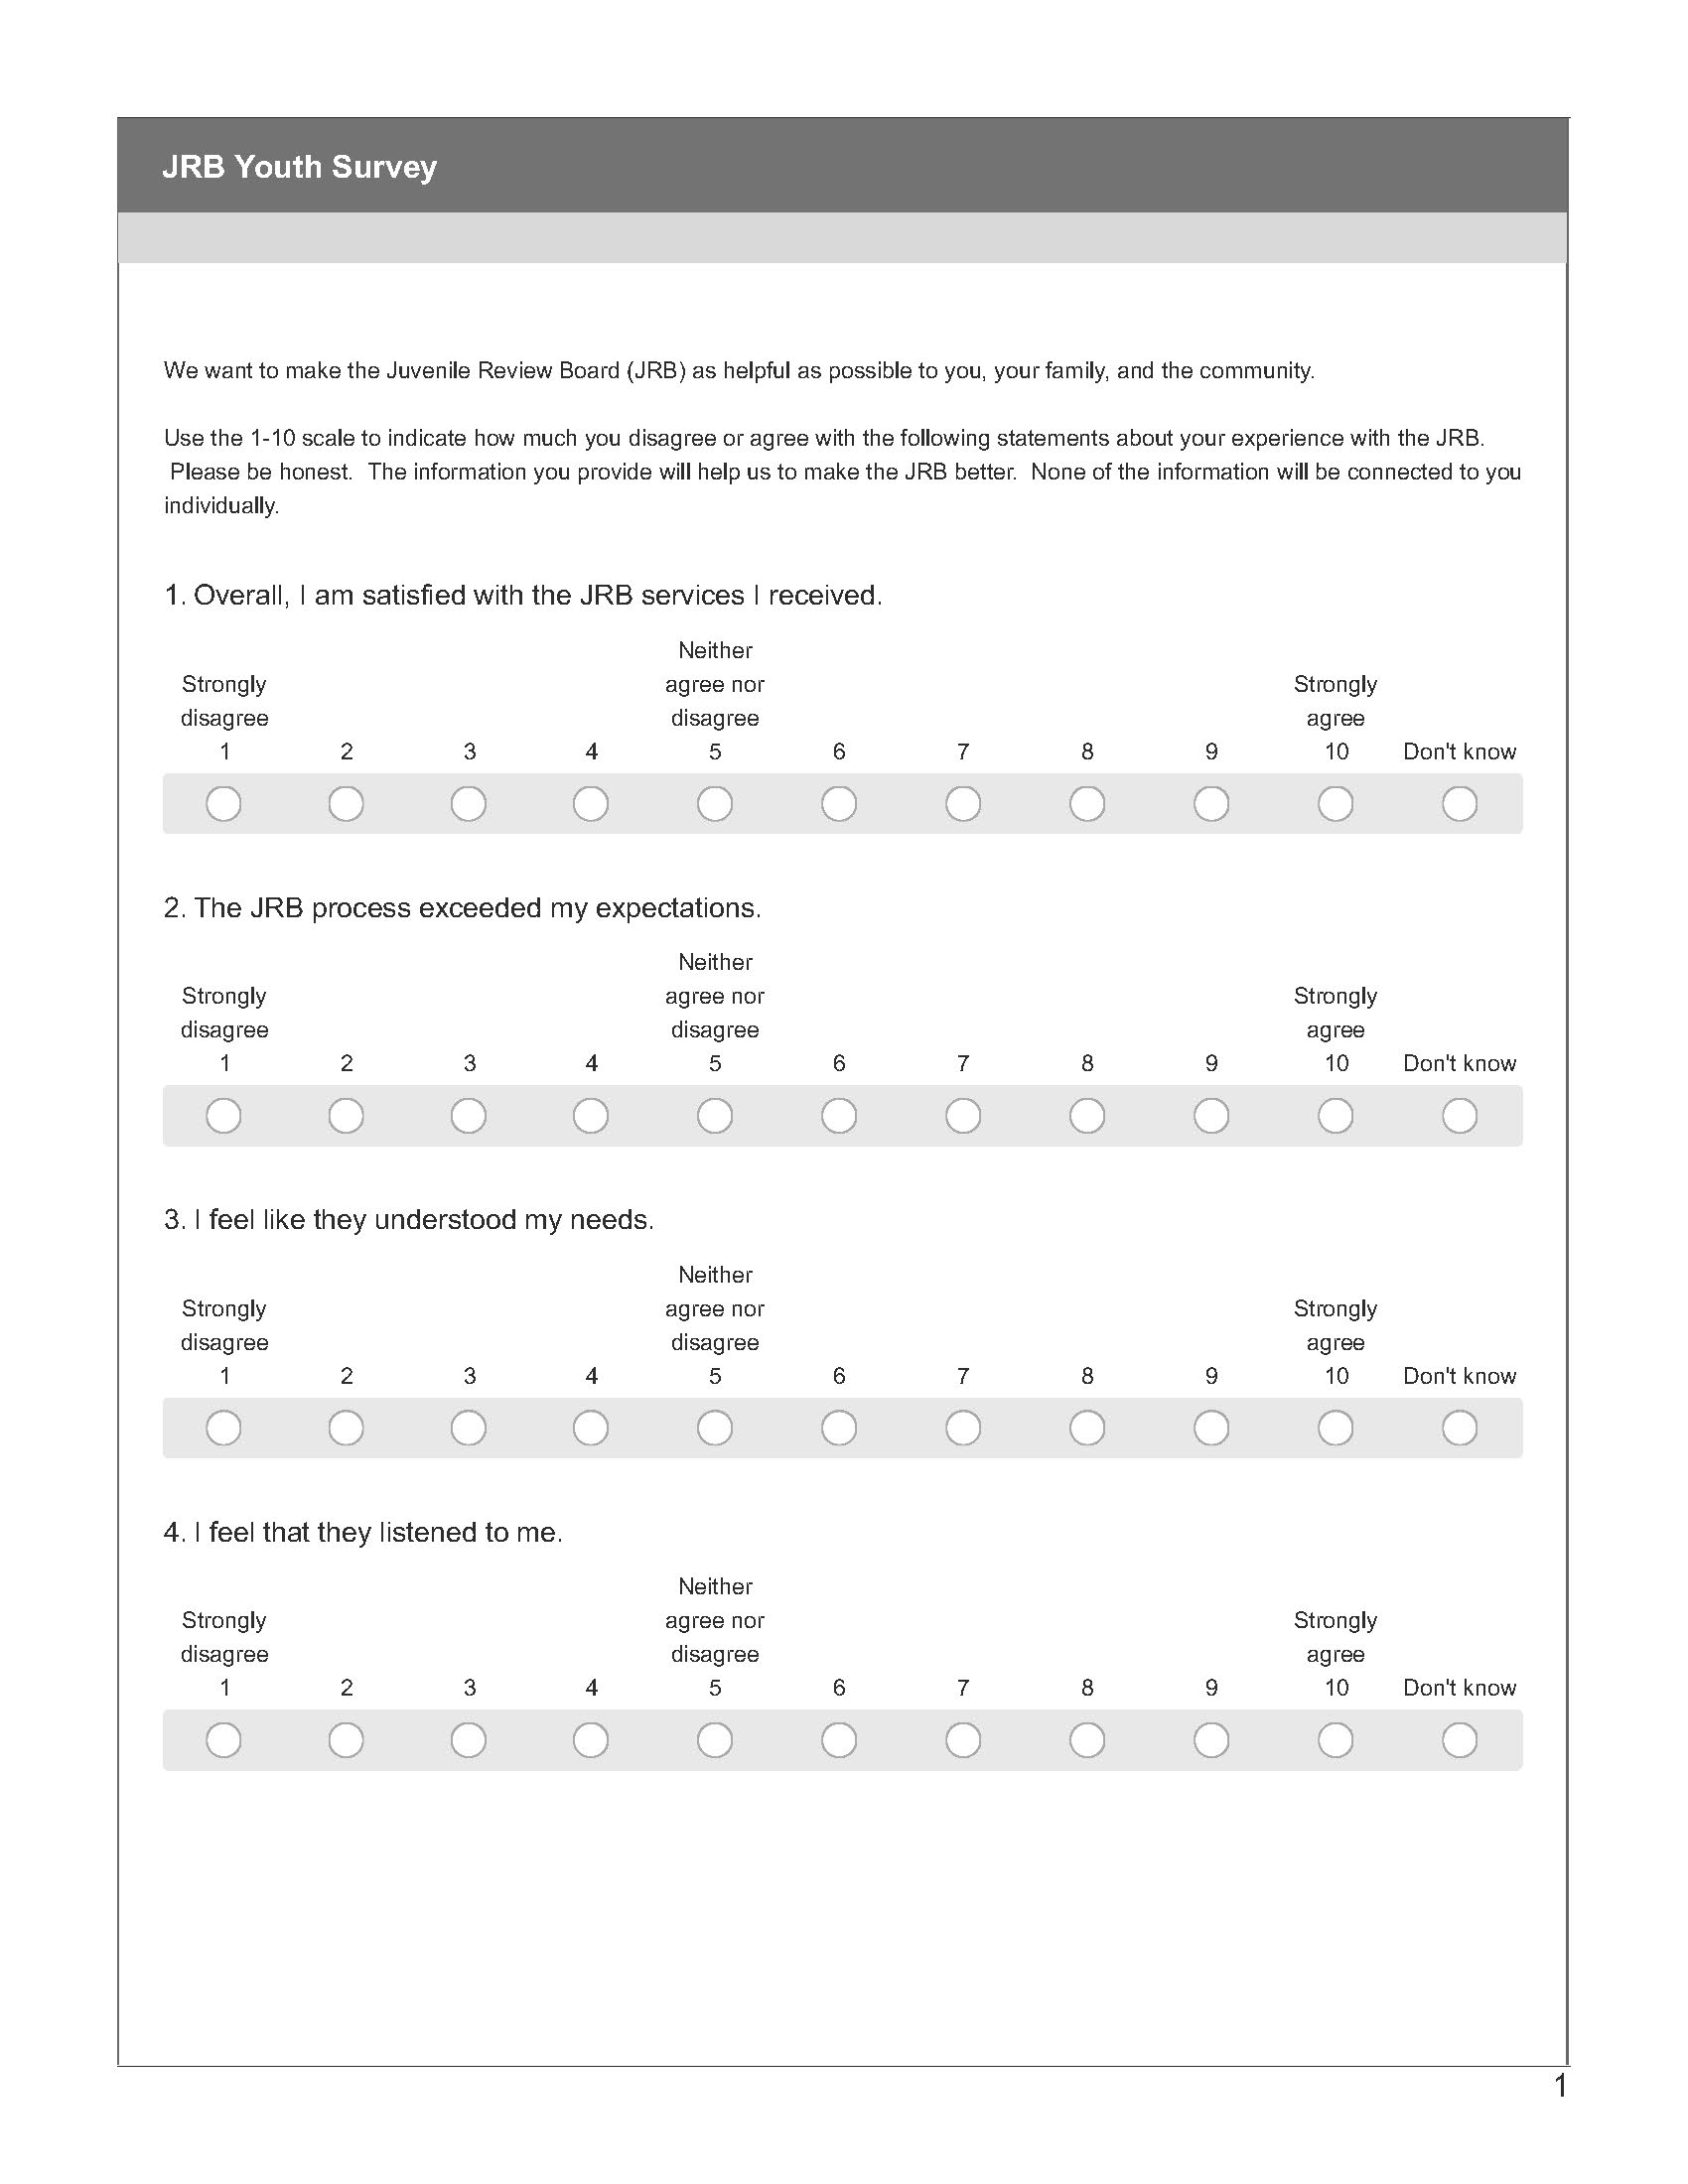 JRB Youth Survey
We want to make the Juvenile Review Board (JRB) as helpful as possible to you, your family, and the community.
Use the 1-10 scale to indicate how much you disagree or agree with the following statements about your experience with the JRB.
Please be honest.  The information you provide will help us to make the JRB better.  None of the information will be connected to you
individually.
1. Overall, I am satisfied with the JRB services I received.
Neither
Strongly agree nor Strongly
disagree disagree agree
1 2 3 4 5 6 7 8 9 10 Don't know
2. The JRB process exceeded my expectations.
Neither
Strongly agree nor Strongly
disagree disagree agree
1 2 3 4 5 6 7 8 9 10 Don't know
3. I feel like they understood my needs.
Neither
Strongly agree nor Strongly
disagree disagree agree
1 2 3 4 5 6 7 8 9 10 Don't know
4. I feel that they listened to me.
Neither
Strongly agree nor Strongly
disagree disagree agree
1 2 3 4 5 6 7 8 9 10 Don't know
1